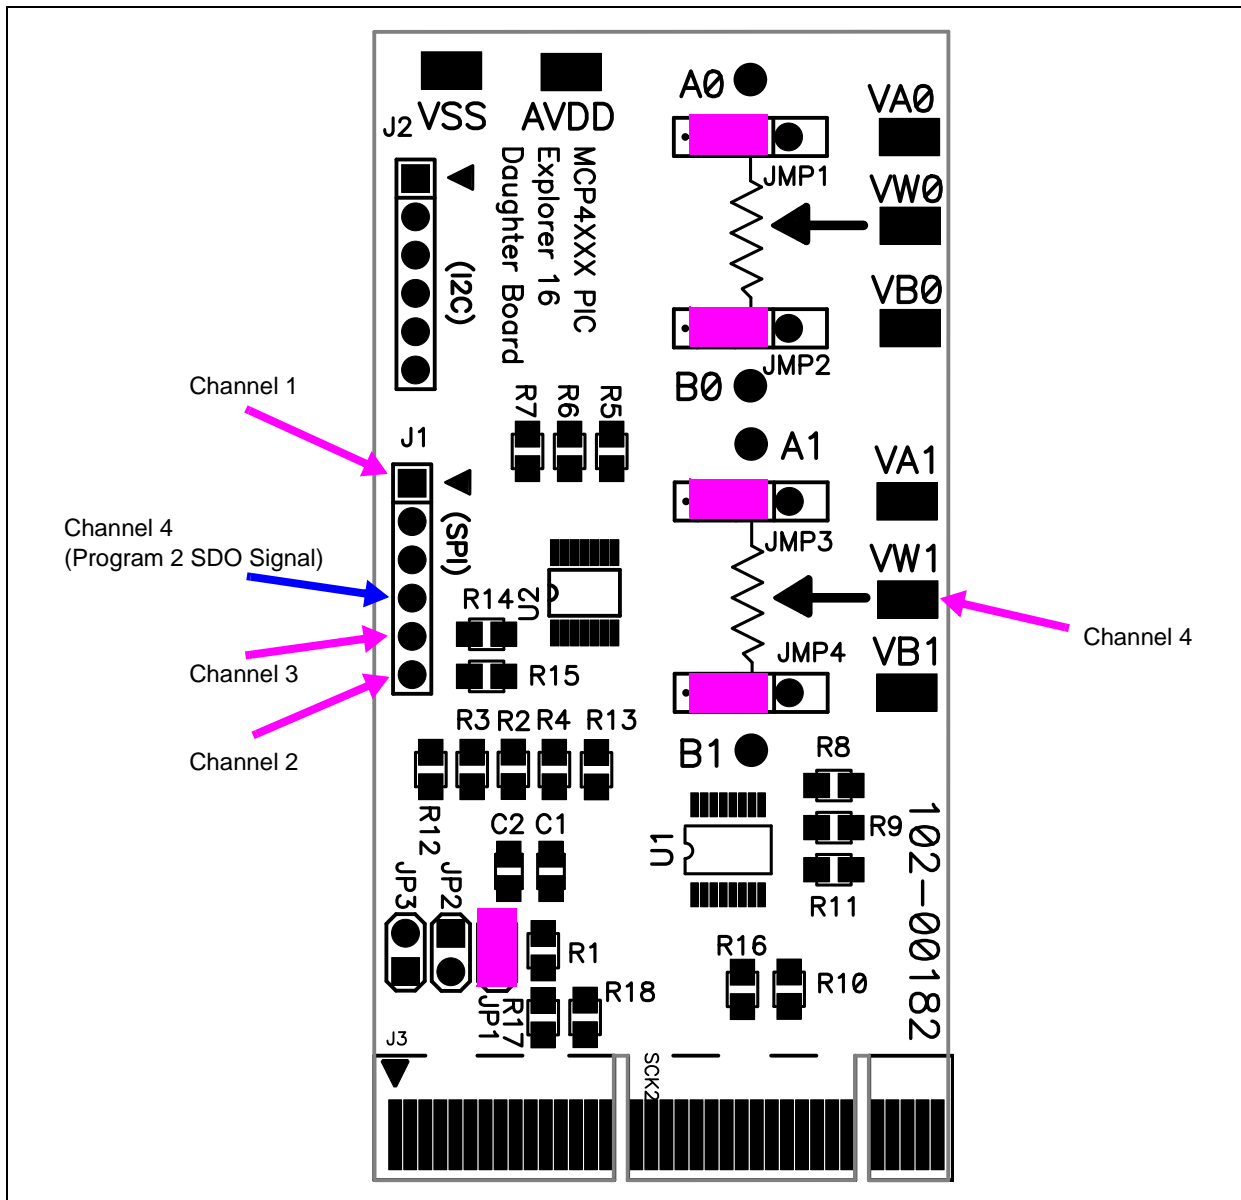 VSS
AVDD
J2
(I2C)
MCP4XXX PIC
Explorer 16
Daughter Board
A0
VA0
JMP1
VW0
VB0
JMP2
B0
Channel 1
J1
R7
R6
R5
A1
VA1
(SPI)
JMP3
Channel 4
(Program 2 SDO Signal)
VW1
R14
U2
Channel 4
Channel 3
R15
JMP4
VB1
Channel 2
R3
R2
R4
R13
B1
R8
R12
C2
C1
U1
R9
R11
102-00182
JP3
JP2
JP1
R1
R17
R18
R16
R10
J3
SCK2